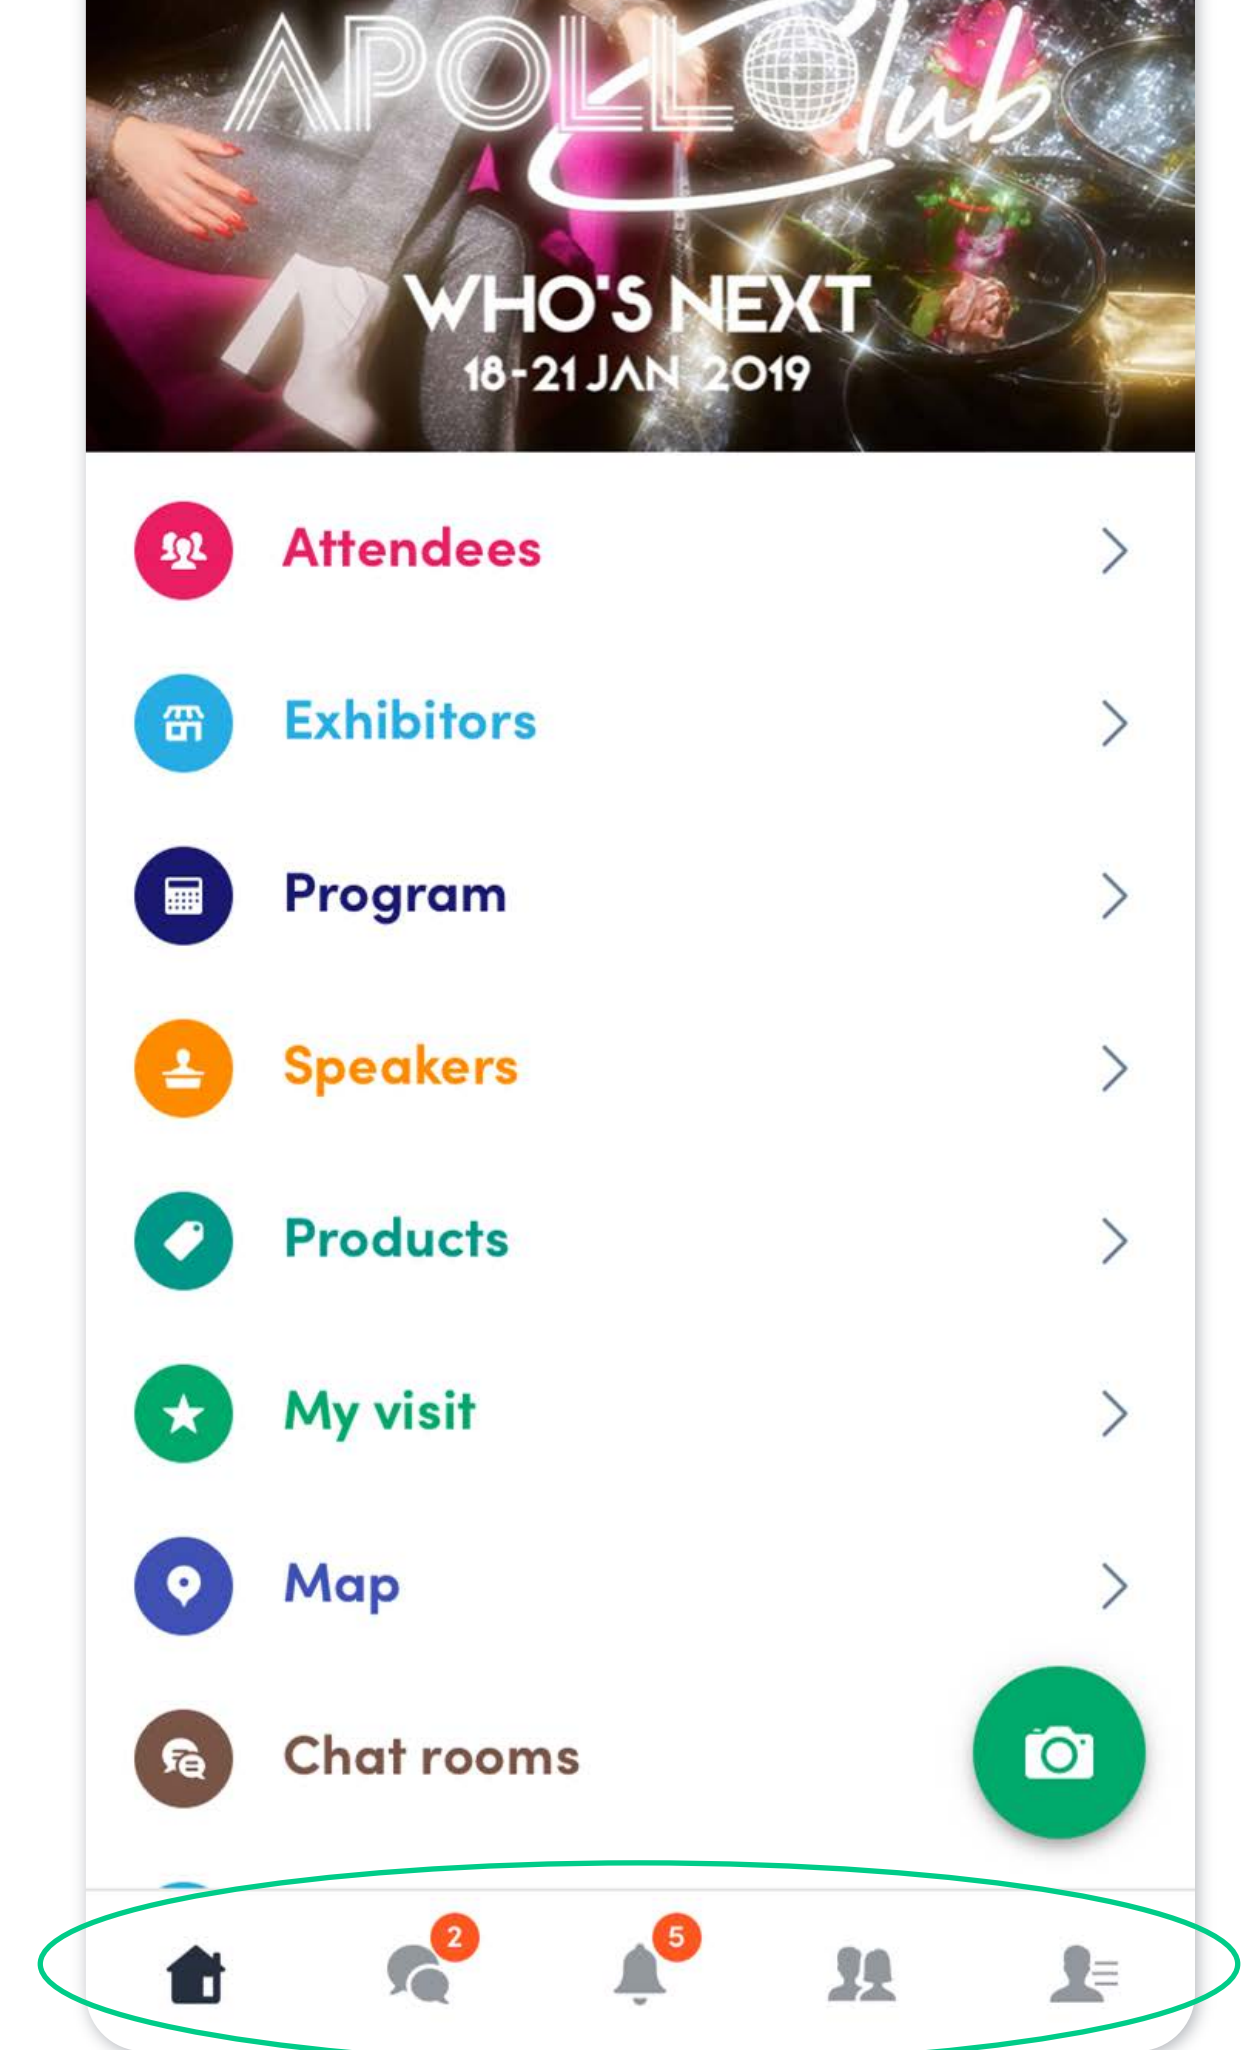 APOLLO Club
WHO'S NEXT
18-21 JAN 2019
Attendees
Exhibitors
Program
Speakers
Products
My visit
Map
Chat rooms
2
5